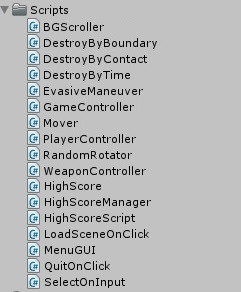 Scripts
BGScroller
DestroyByBoundary
DestroyByContact
DestroyByTime
EvasiveManeuver
GameController
Mover
PlayerController
RandomRotator
WeaponController
HighScore
HighScoreManager
HighScoreScript
LoadSceneOnClick
MenuGUI
QuitOnClick
SelectOnInput